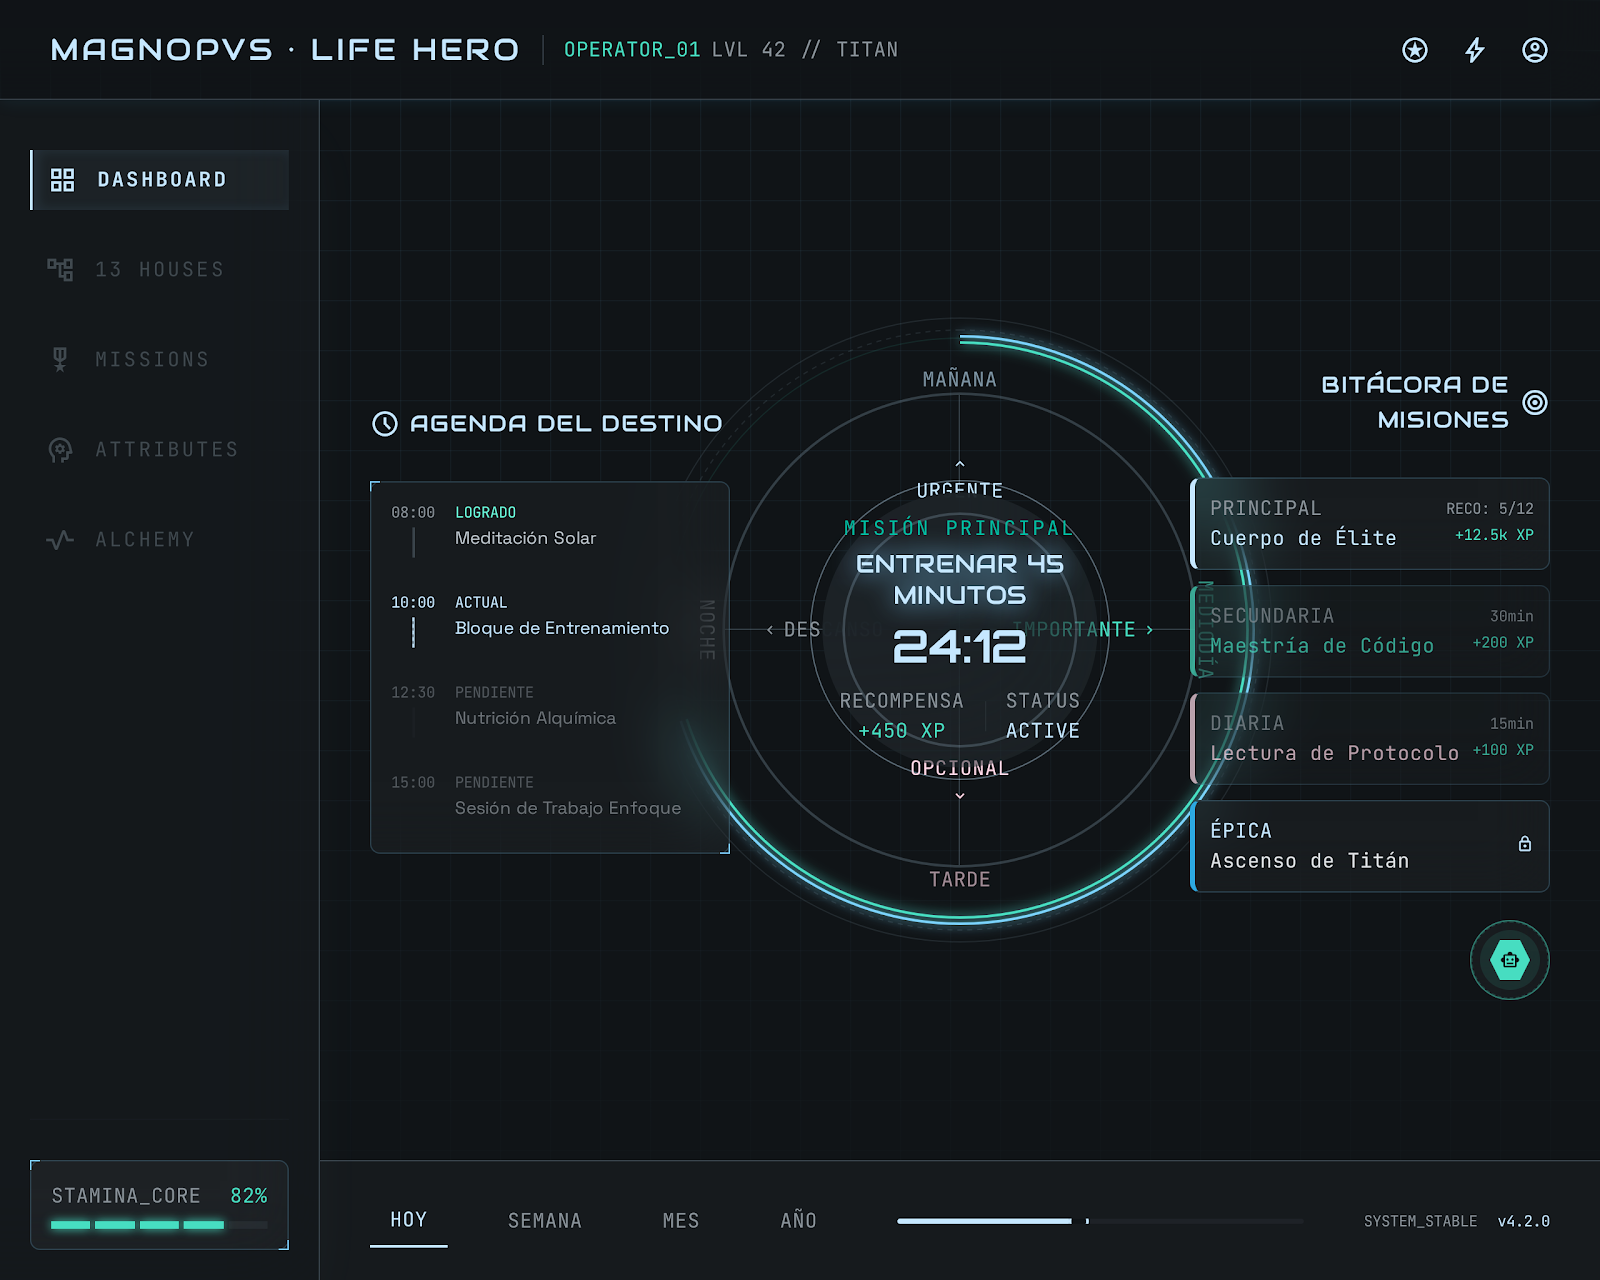 MAGNOPVS · LIFE HERO
OPERATOR_01 LVL 42 // TITAN
DASHBOARD
13 HOUSES
MISSIONS
ATTRIBUTES
ALCHEMY
STAMINA_CORE 82%
AGENDA DEL DESTINO
08:00 LOGRADO
Meditación Solar
10:00 ACTUAL
Bloque de Entrenamiento
12:30 PENDIENTE
Nutrición Alquímica
15:00 PENDIENTE
Sesión de Trabajo Enfoque
MAÑANA
NOCHE
MEDIODÍA
TARDE
URGENTE
DESCANSO
IMPORTANTE
OPCIONAL
MISIÓN PRINCIPAL
ENTRENAR 45
MINUTOS
24:12
RECOMPENSA STATUS
+450 XP ACTIVE
BITÁCORA DE
MISIONES
PRINCIPAL RECO: 5/12
Cuerpo de Élite +12.5k XP
SECUNDARIA 30min
Maestría de Código +200 XP
DIARIA 15min
Lectura de Protocolo +100 XP
ÉPICA
Ascenso de Titán
HOY SEMANA MES AÑO
SYSTEM_STABLE v4.2.0